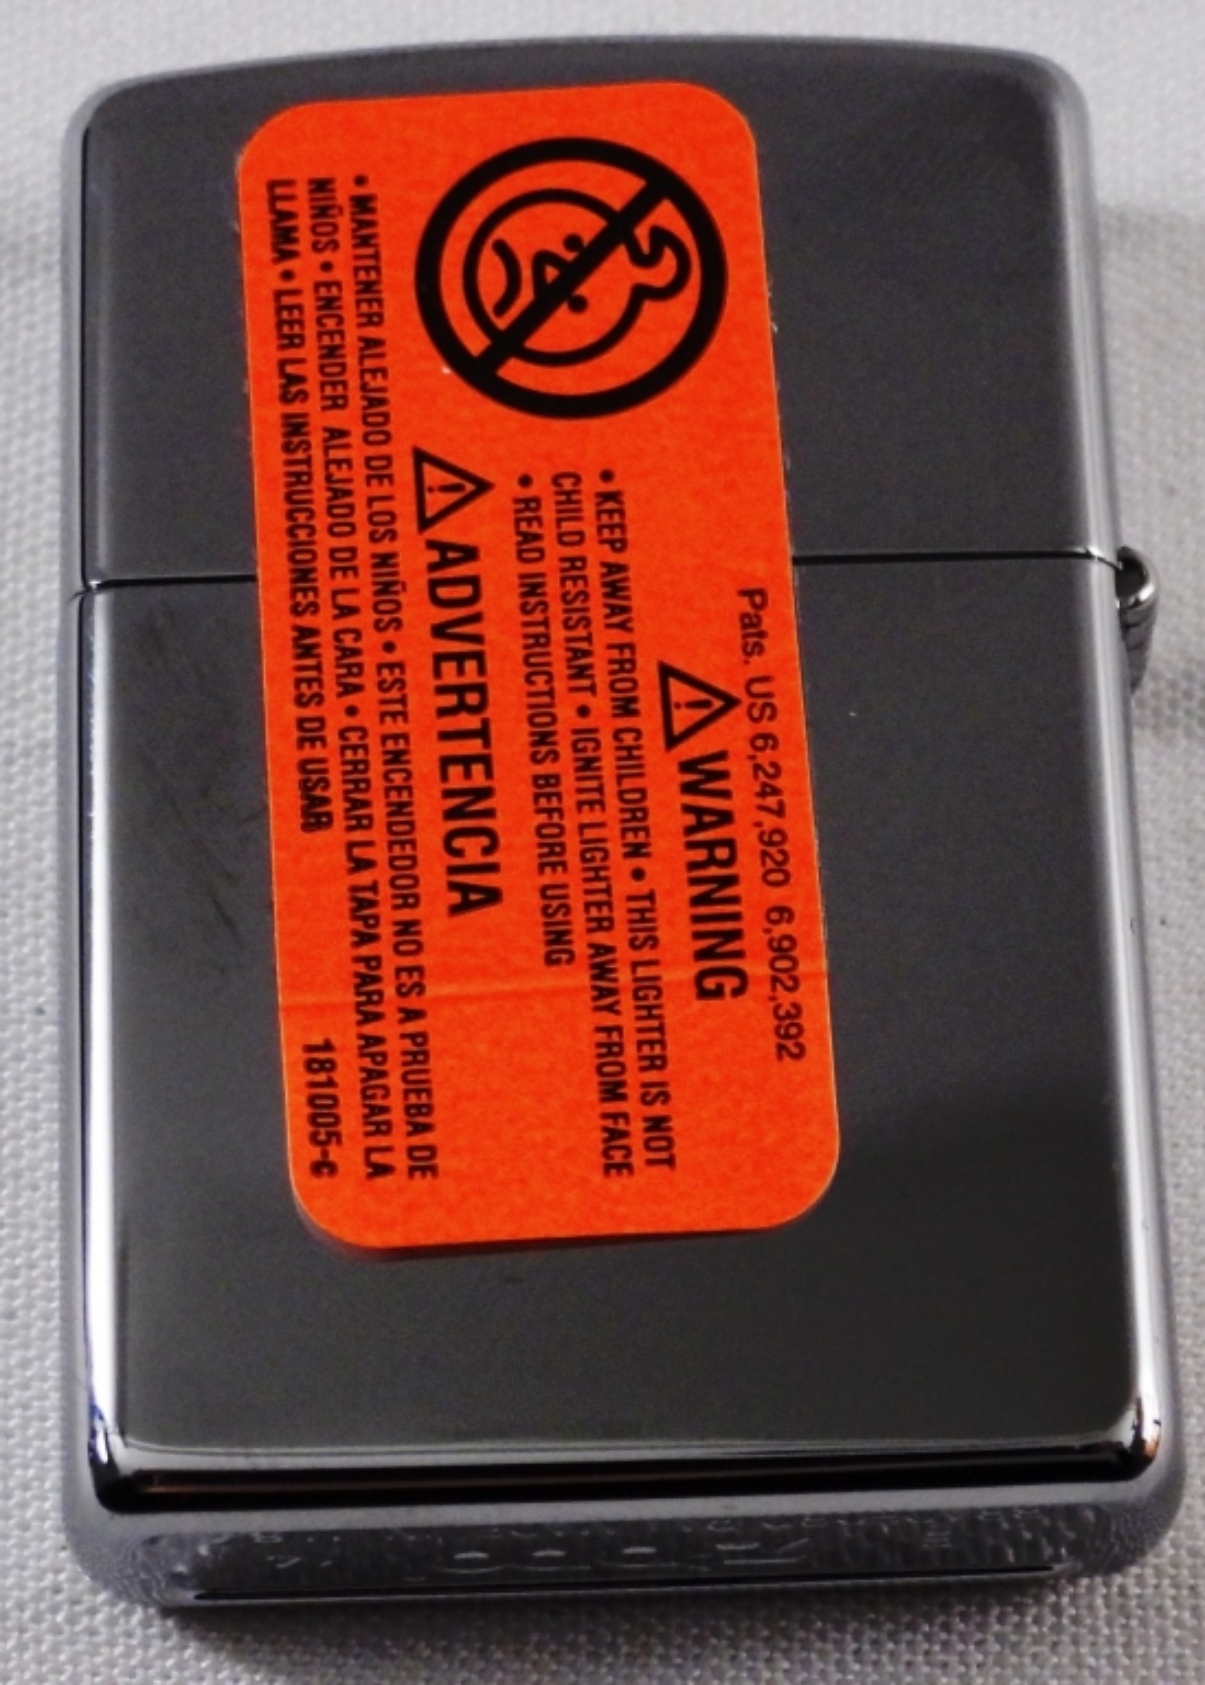 Pats. US 6,247,920 6,902,392
WARNING
• KEEP AWAY FROM CHILDREN • THIS LIGHTER IS NOT
CHILD RESISTANT • IGNITE LIGHTER AWAY FROM FACE
• READ INSTRUCTIONS BEFORE USING
ADVERTENCIA
• MANTENER ALEJADO DE LOS NIÑOS • ESTE ENCENDEDOR NO ES A PRUEBA DE
NIÑOS • ENCENDER ALEJADO DE LA CARA • CERRAR LA TAPA PARA APAGAR LA
LLAMA • LEER LAS INSTRUCCIONES ANTES DE USAR
181005-c